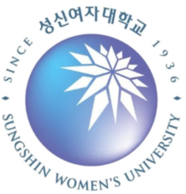 성신여자대학교
SINCE 1936
SUNGSHIN WOMEN'S UNIVERSITY